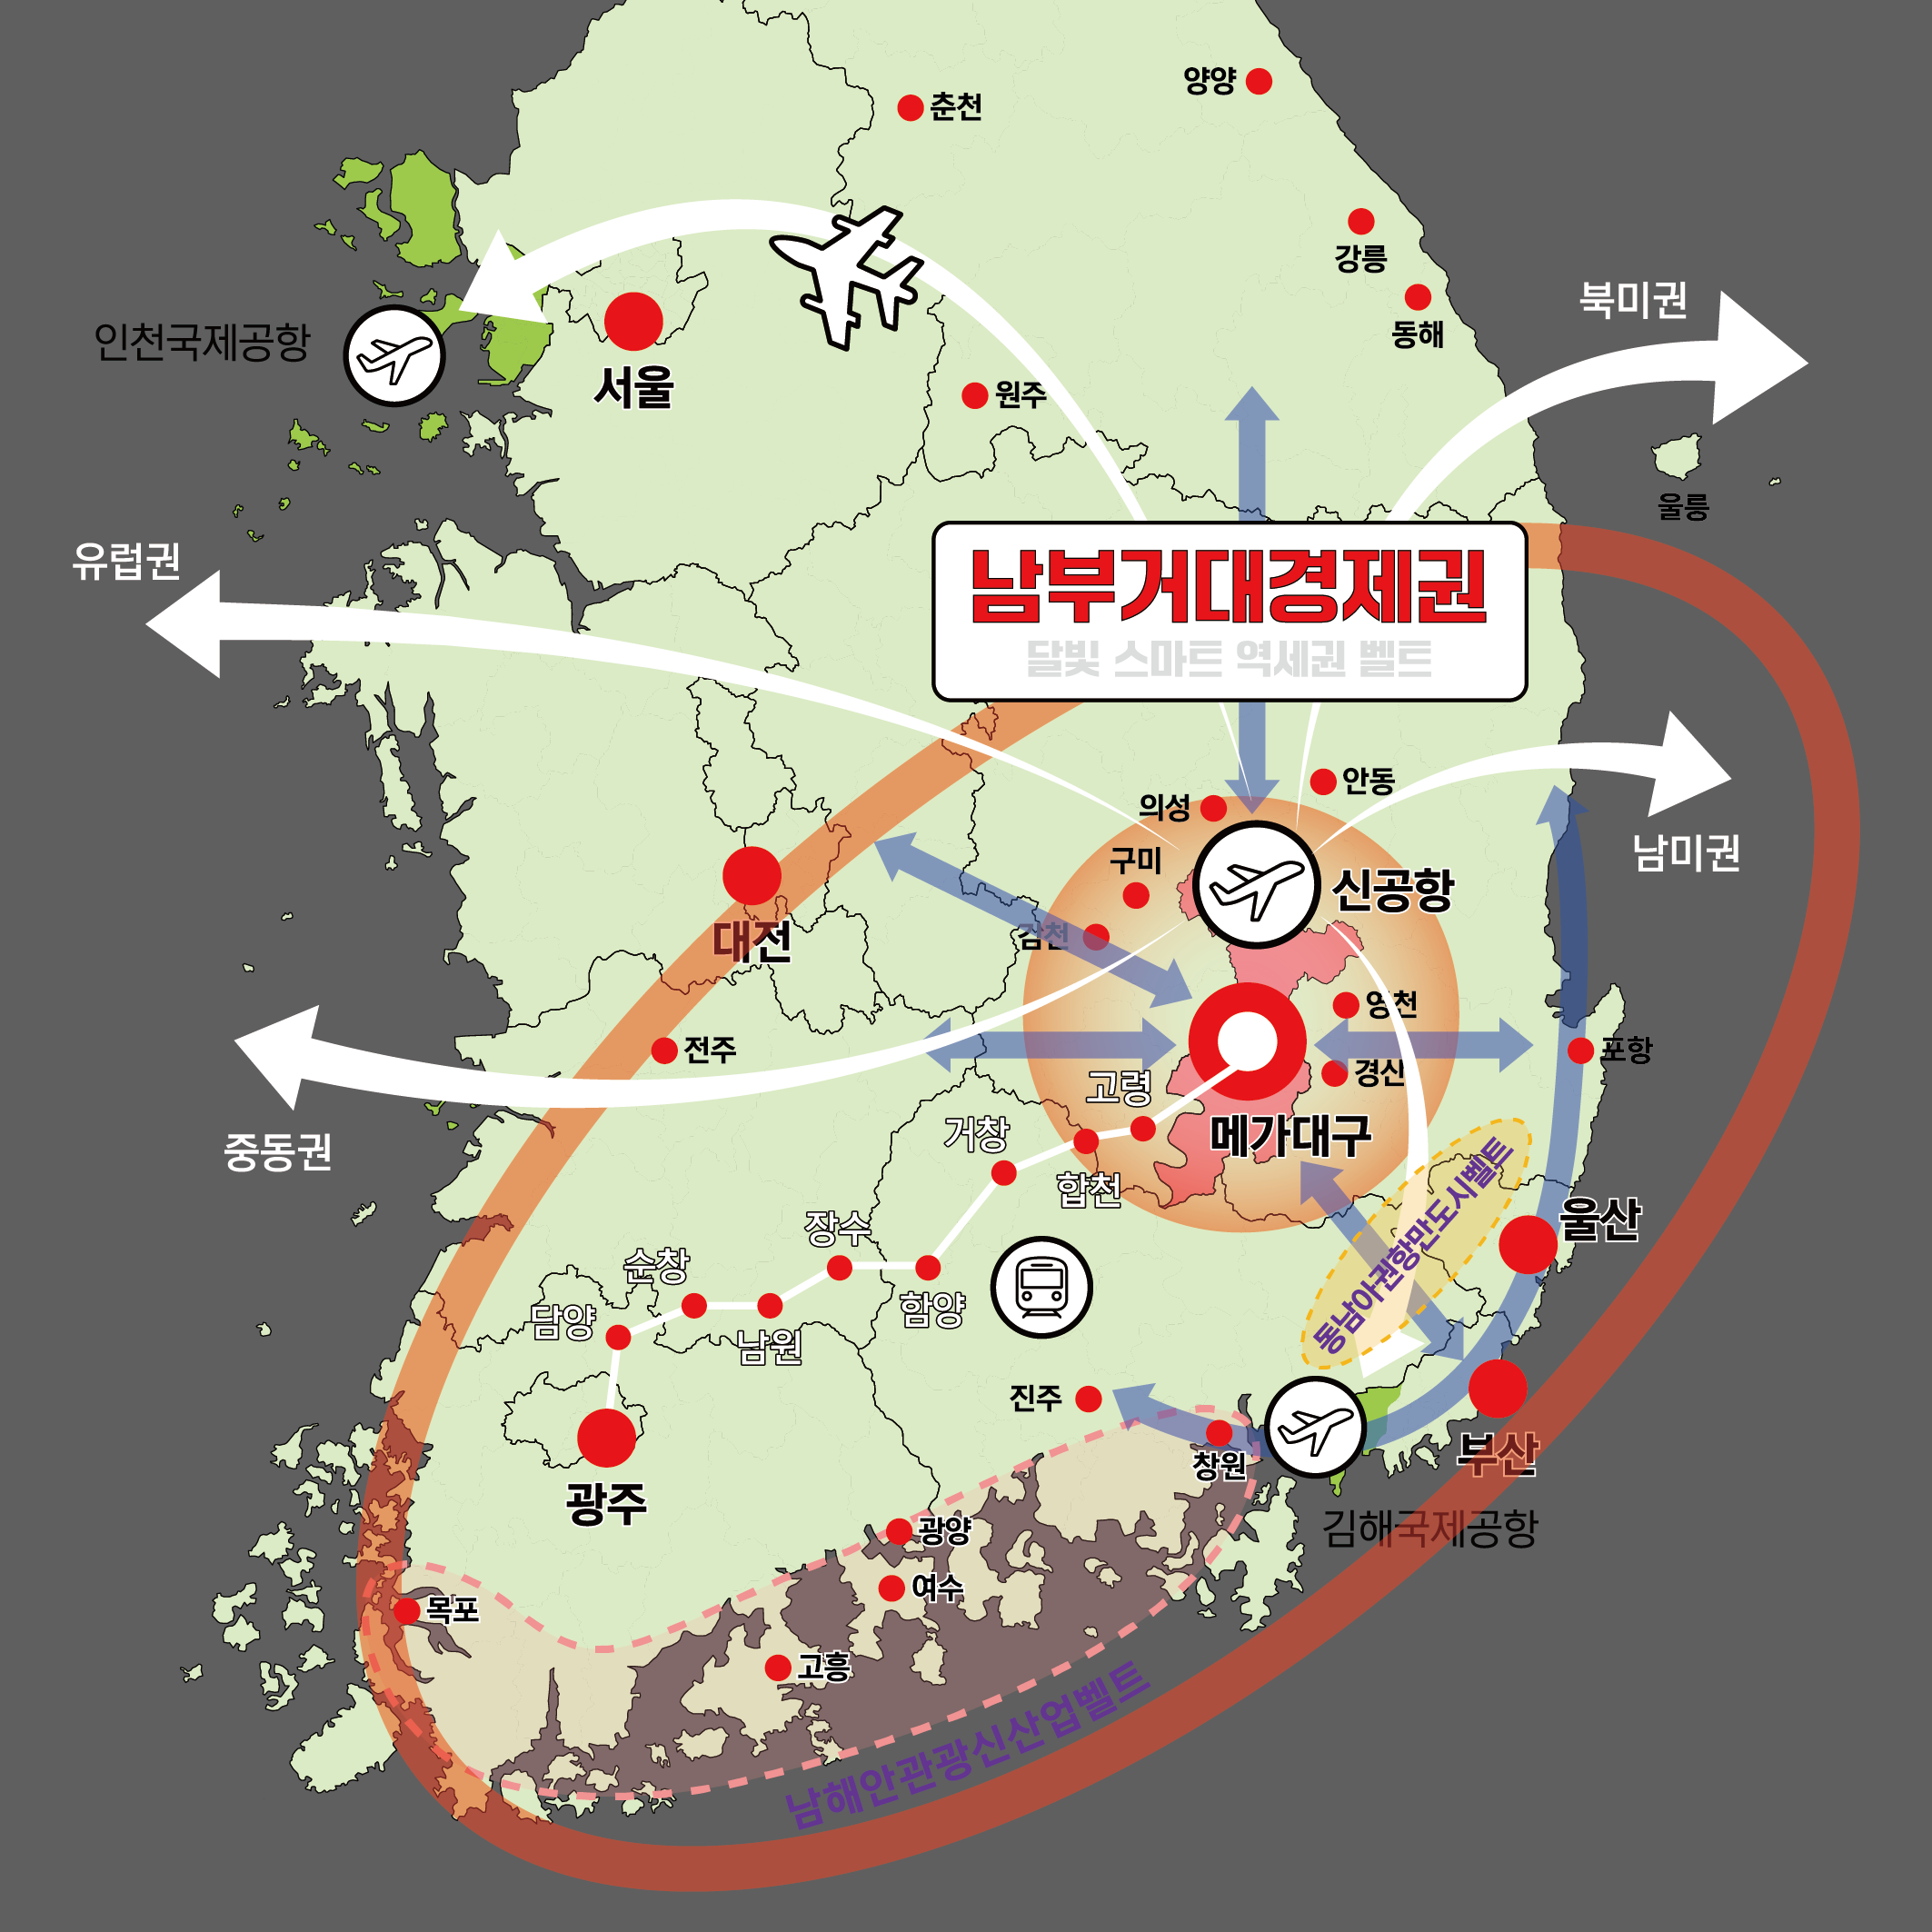 양양
춘천
강릉
북미권
동해
인천국제공항
서울
원주
울릉
유럽권
남부거대경제권
달빛 스마트 역세권 벨트
안동
의성
남미권
구미
신공항
대전
김천
영천
전주
포항
경산
고령
거창
메가대구
중동권
합천
동남아권항만도시벨트
울산
장수
순창
함양
담양
남원
진주
부산
창원
광주
김해국제공항
광양
여수
목포
고흥
남해안관광신산업벨트